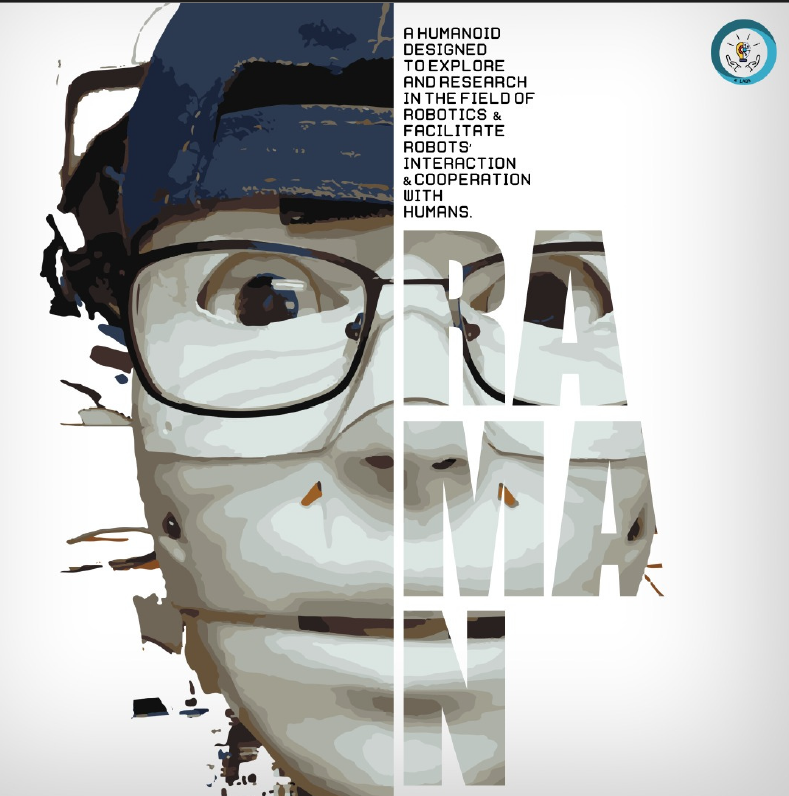 A HUMANOID
DESIGNED
TO EXPLORE
AND RESEARCH
IN THE FIELD OF
ROBOTICS &
FACILITATE
ROBOTS'
INTERACTION
& COOPERATION
WITH
HUMANS.
RA
MA
N